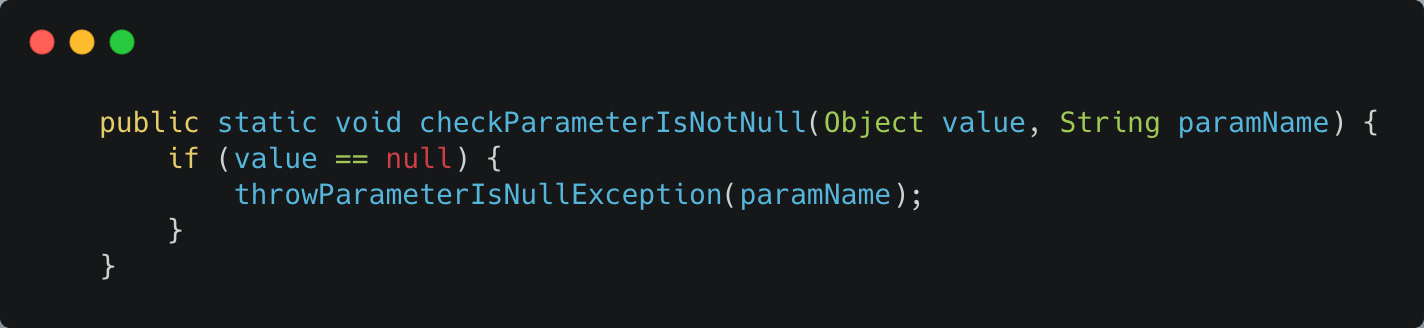 public static void checkParameterIsNotNull(Object value, String paramName) {
    if (value == null) {
        throwParameterIsNullException(paramName);
    }
}